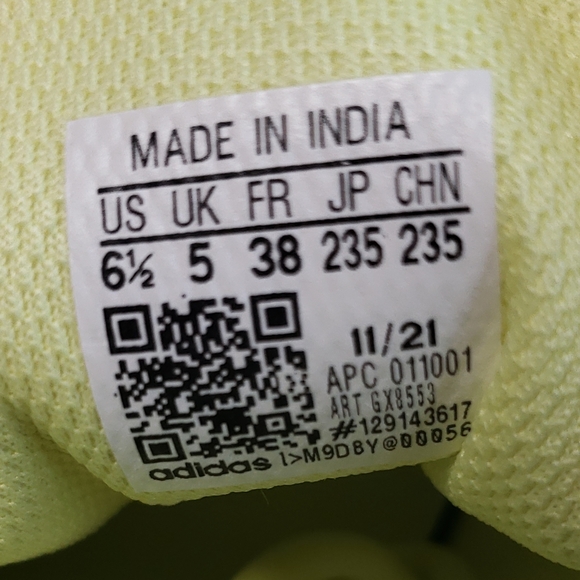 MADE IN INDIA
US UK FR JP CHN
6½ 5 38 235 235
11/21
APC 011001
ART GX8553
#129143617
adidas 1>M9D8Y@00056